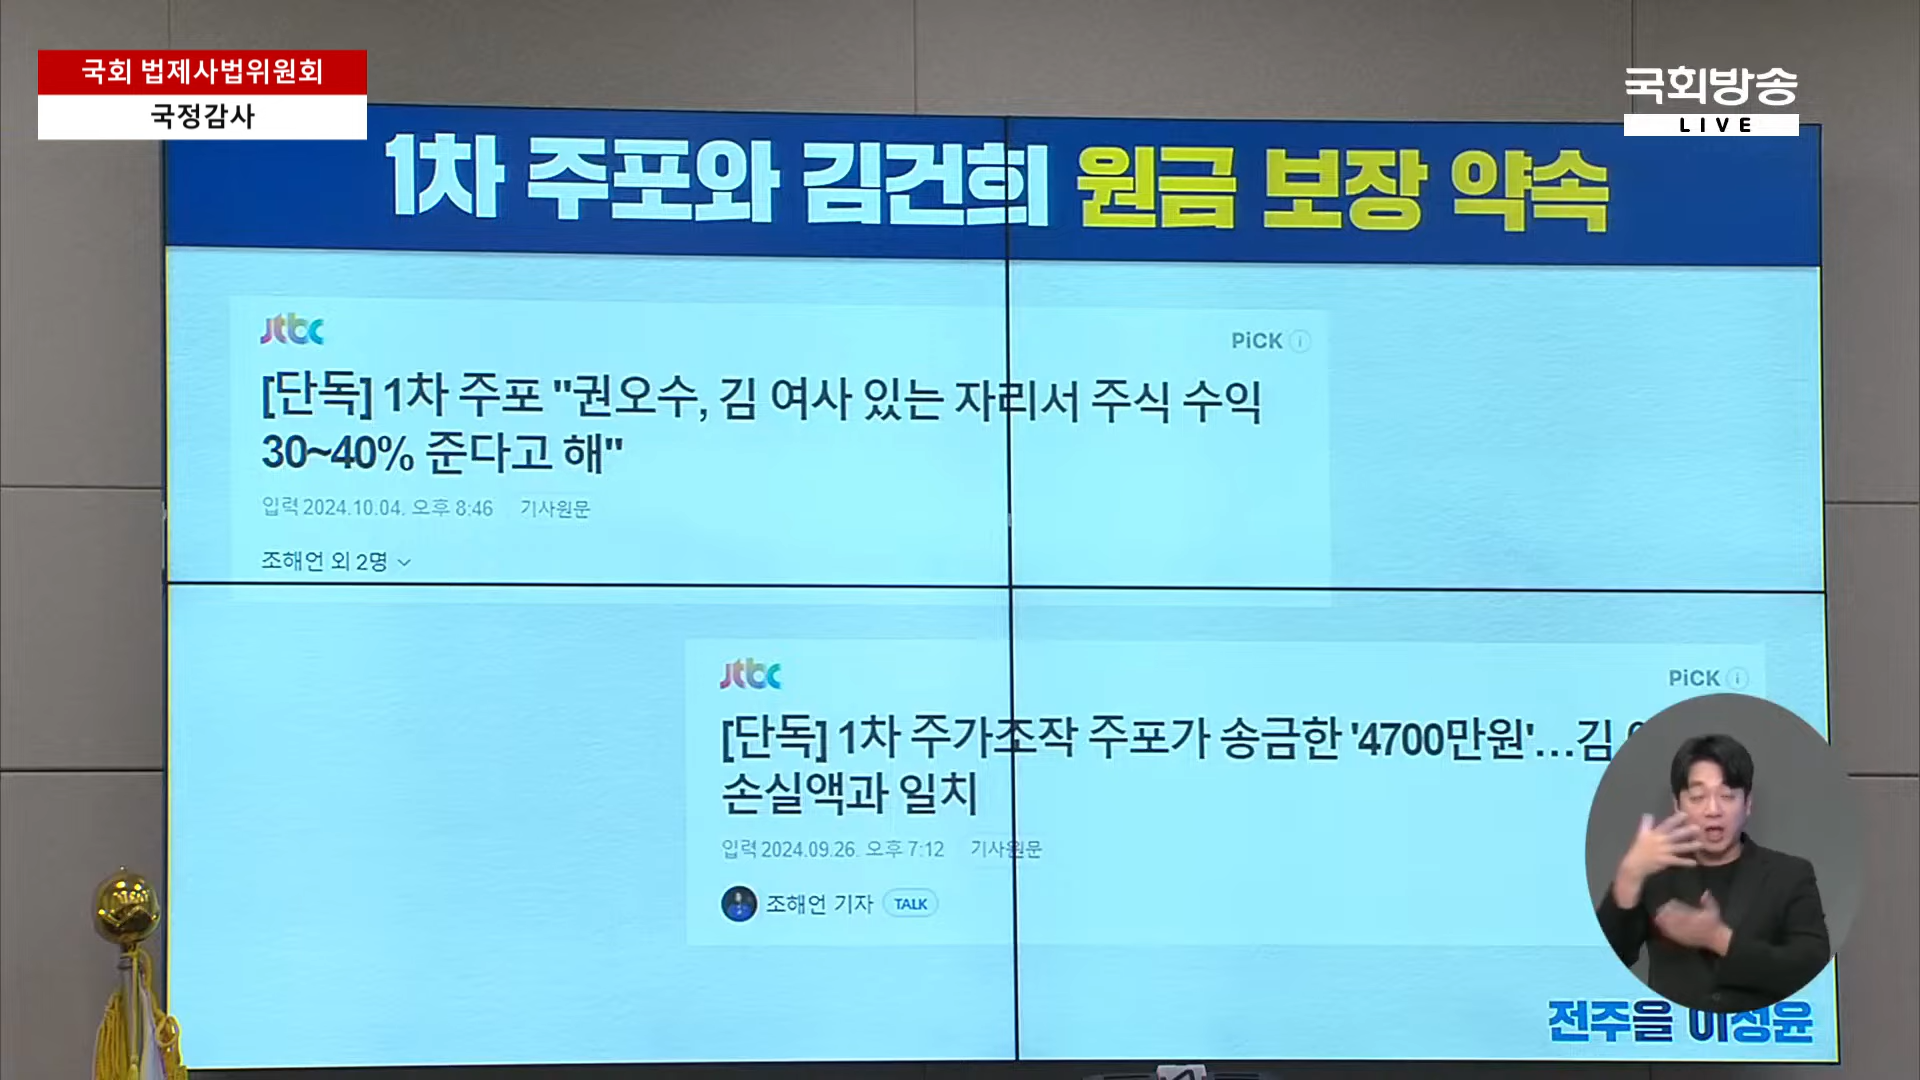 국회 법제사법위원회
국정감사
국회방송
LIVE
1차 주포와 김건희 원금 보장 약속
jtbc
PiCK
[단독] 1차 주포 "권오수, 김 여사 있는 자리서 주식 수익
30~40% 준다고 해"
입력 2024.10.04. 오후 8:46 기사원문
조해언 외 2명
jtbc
PiCK
[단독] 1차 주가조작 주포가 송금한 '4700만원'…김
손실액과 일치
입력 2024.09.26. 오후 7:12 기사원문
조해언 기자 TALK
전주을 이성윤